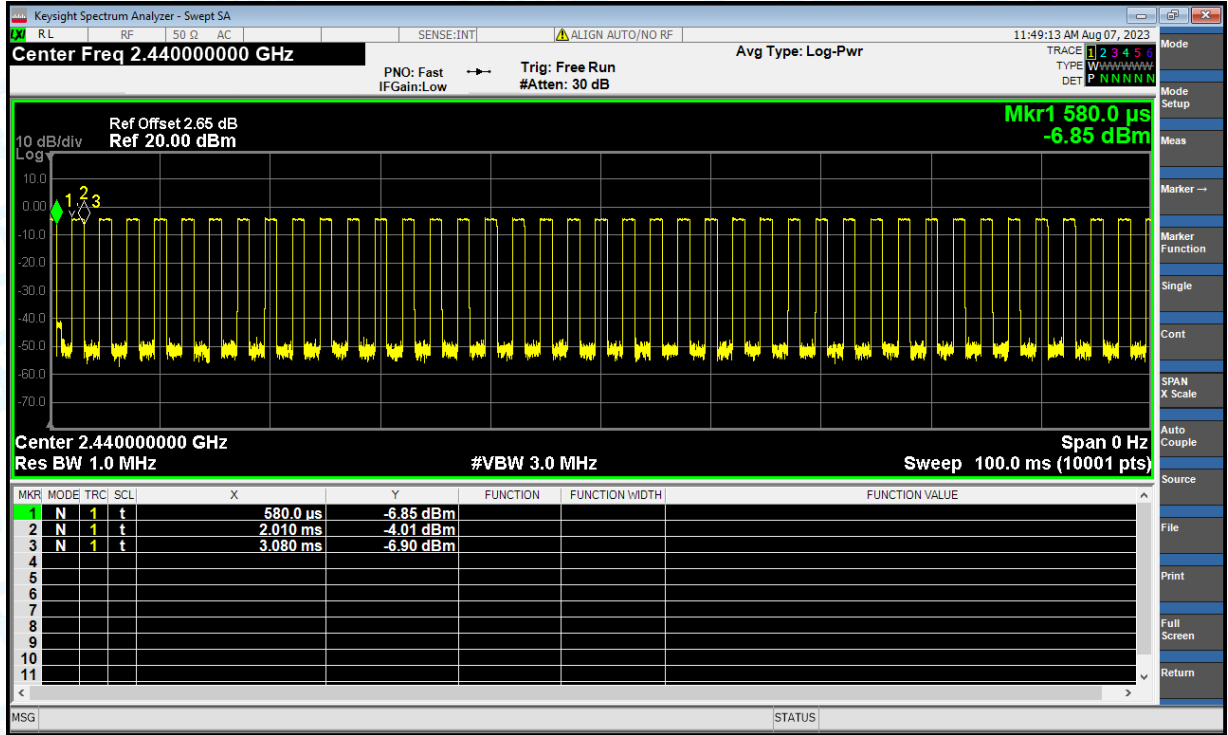 Keysight Spectrum Analyzer - Swept SA
LXI RL RF 50 Ω AC SENSE:INT ALIGN AUTO/NO RF 11:49:13 AM Aug 07, 2023
Center Freq 2.440000000 GHz
PNO: Fast
IFGain:Low
Trig: Free Run
#Atten: 30 dB
Avg Type: Log-Pwr
TRACE 1 2 3 4 5 6
TYPE WWWWWW
DET P N N N N N
Mkr1 580.0 µs
-6.85 dBm
Ref Offset 2.65 dB
10 dB/div Ref 20.00 dBm
Log
10.0
0.00
-10.0
-20.0
-30.0
-40.0
-50.0
-60.0
-70.0
1 2 3
Center 2.440000000 GHz Span 0 Hz
Res BW 1.0 MHz #VBW 3.0 MHz Sweep 100.0 ms (10001 pts)
MKR MODE TRC SCL X Y FUNCTION FUNCTION WIDTH FUNCTION VALUE
1 N 1 t 580.0 µs -6.85 dBm
2 N 1 t 2.010 ms -4.01 dBm
3 N 1 t 3.080 ms -6.90 dBm
4
5
6
7
8
9
10
11
MSG STATUS
Mode
Mode
Setup
Meas
Marker →
Marker
Function
Single
Cont
SPAN
X Scale
Auto
Couple
Source
File
Print
Full
Screen
Return